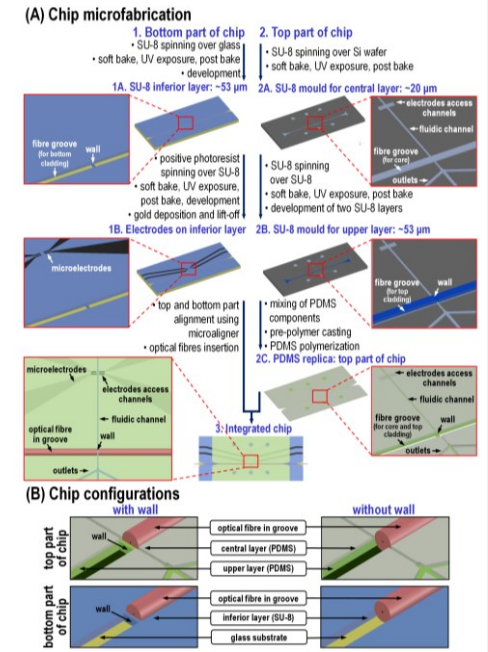 (A) Chip microfabrication
1. Bottom part of chip
• SU-8 spinning over glass
• soft bake, UV exposure, post bake
• development
1A. SU-8 inferior layer: ~53 µm
fibre groove
(for bottom
cladding)
wall
2. Top part of chip
• SU-8 spinning over Si wafer
• soft bake, UV exposure, post bake
2A. SU-8 mould for central layer: ~20 µm
electrodes access
channels
fluidic channel
fibre groove
(for core)
outlets
• positive photoresist
spinning over SU-8
• soft bake, UV exposure,
post bake, development
• gold deposition and lift-off
1B. Electrodes on inferior layer
microelectrodes
• SU-8 spinning
over SU-8
• soft bake, UV exposure, post bake
• development of two SU-8 layers
2B. SU-8 mould for upper layer: ~53 µm
fibre groove
(for top
cladding)
wall
• top and bottom part
alignment using
microaligner
• optical fibres insertion
• mixing of PDMS
components
• pre-polymer casting
• PDMS polymerization
2C. PDMS replica: top part of chip
electrodes access
channels
fluidic channel
fibre groove
(for core and top
cladding)
wall
outlets
microelectrodes
electrodes access
channels
fluidic channel
optical fibre
in groove
wall
outlets
3. Integrated chip
(B) Chip configurations
with wall
without wall
top part
of chip
wall
optical fibre in groove
central layer (PDMS)
upper layer (PDMS)
bottom part
of chip
wall
optical fibre in groove
inferior layer (SU-8)
glass substrate